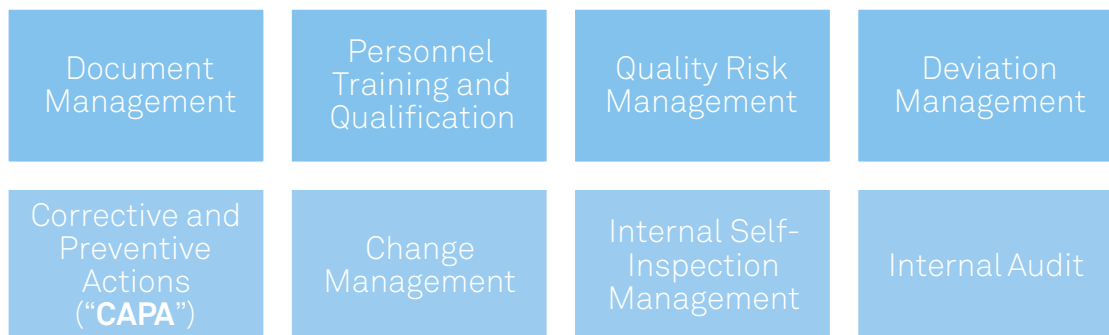 Document
Management
Personnel
Training and
Qualification
Quality Risk
Management
Deviation
Management
Corrective and
Preventive
Actions
(“CAPA”)
Change
Management
Internal Self-
Inspection
Management
Internal Audit